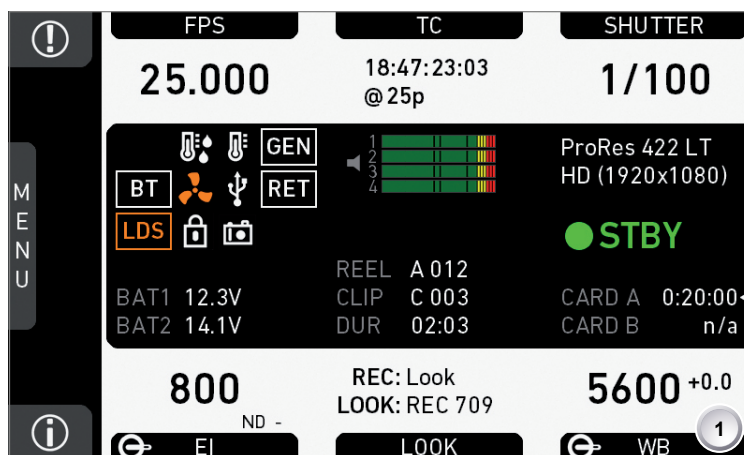 FPS
TC
SHUTTER
25.000
18:47:23:03
@25p
1/100
MENU
GEN
BT
RET
LDS
1
2
3
4
ProRes 422 LT
HD (1920x1080)
STBY
BAT1 12.3V
BAT2 14.1V
REEL A 012
CLIP C 003
DUR 02:03
CARD A 0:20:00
CARD B n/a
800
ND -
REC: Look
LOOK: REC 709
5600 +0.0
EI
LOOK
WB
1